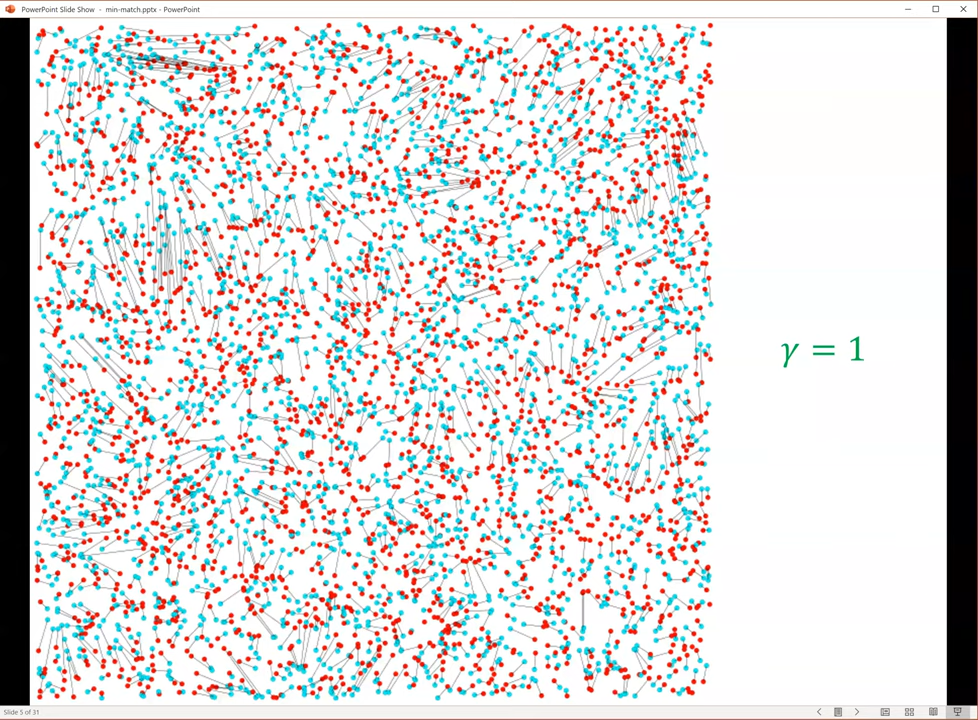 PowerPoint Slide Show - min-match.pptx - PowerPoint
γ = 1
Slide 5 of 31